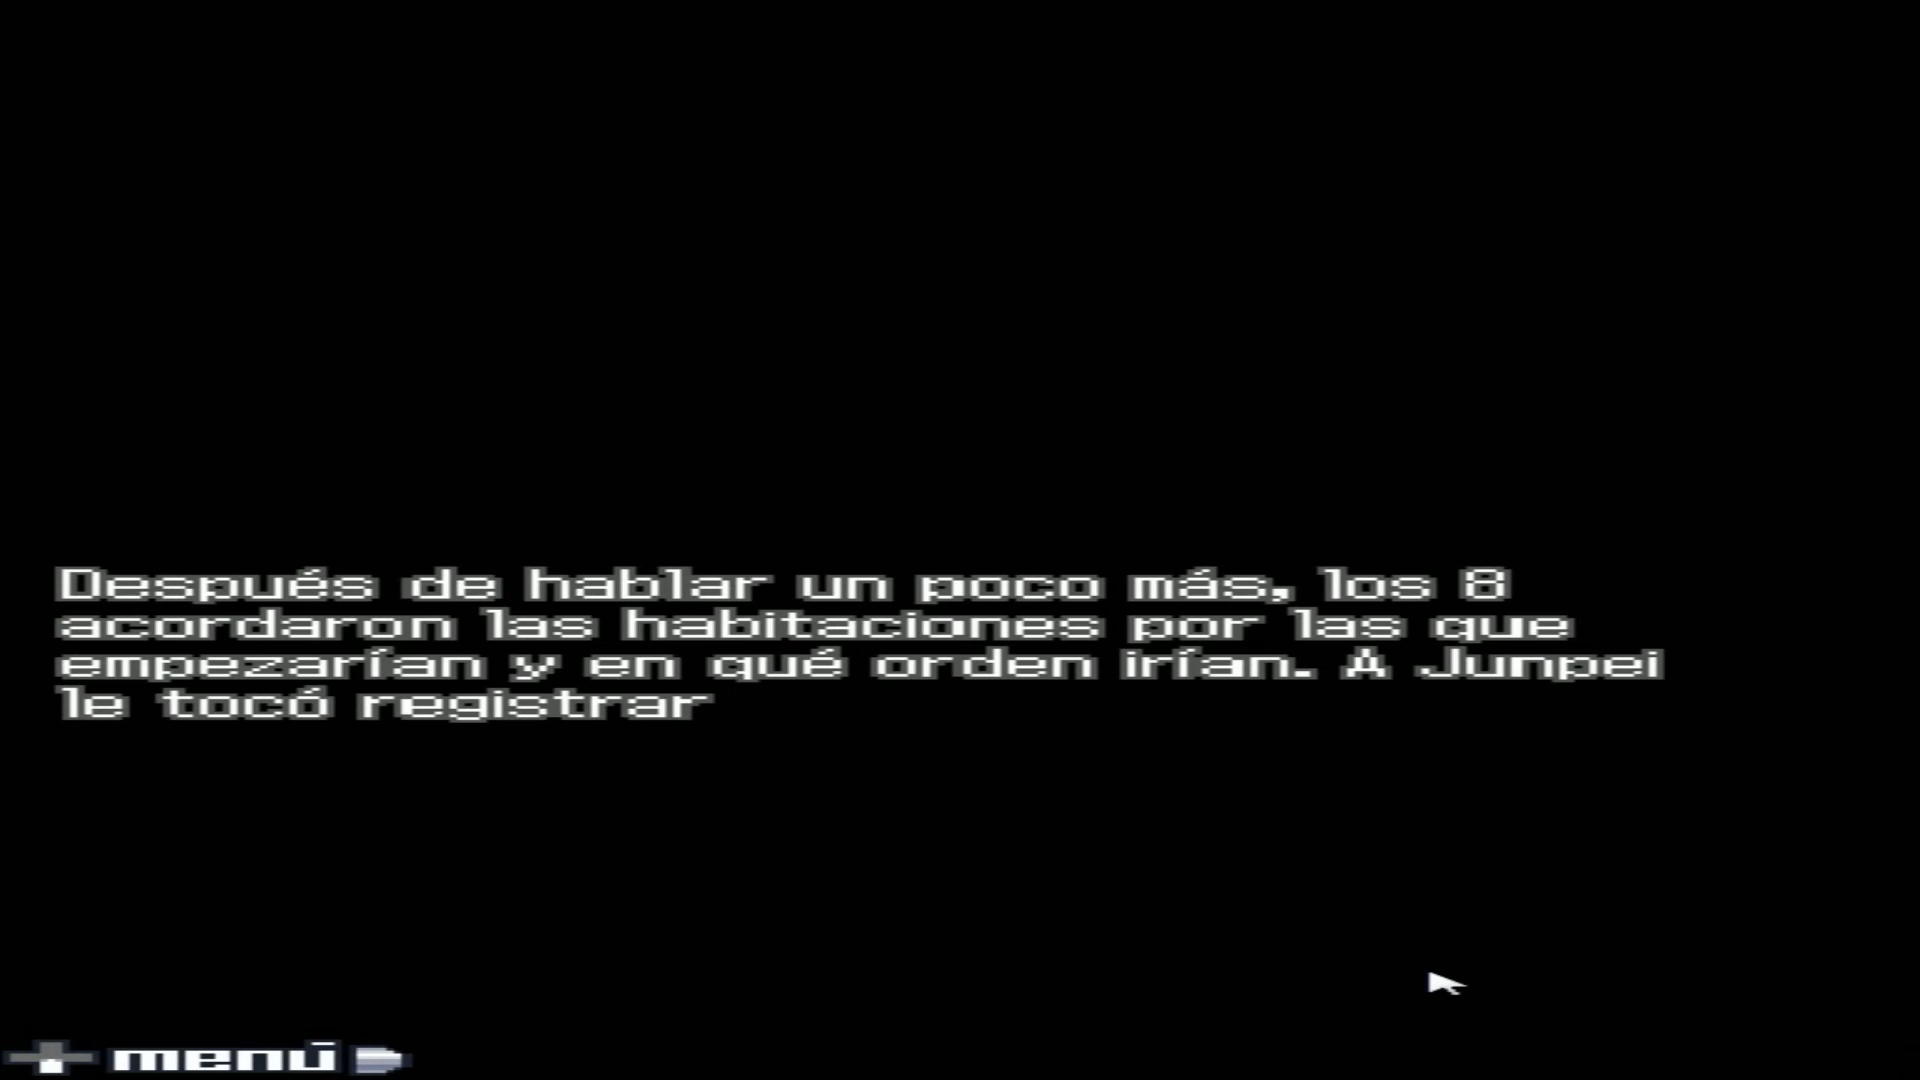 Después de hablar un poco más, los 8
acordaron las habitaciones por las que
empezarían y en qué orden irían. A Junpei
le tocó registrar
menú